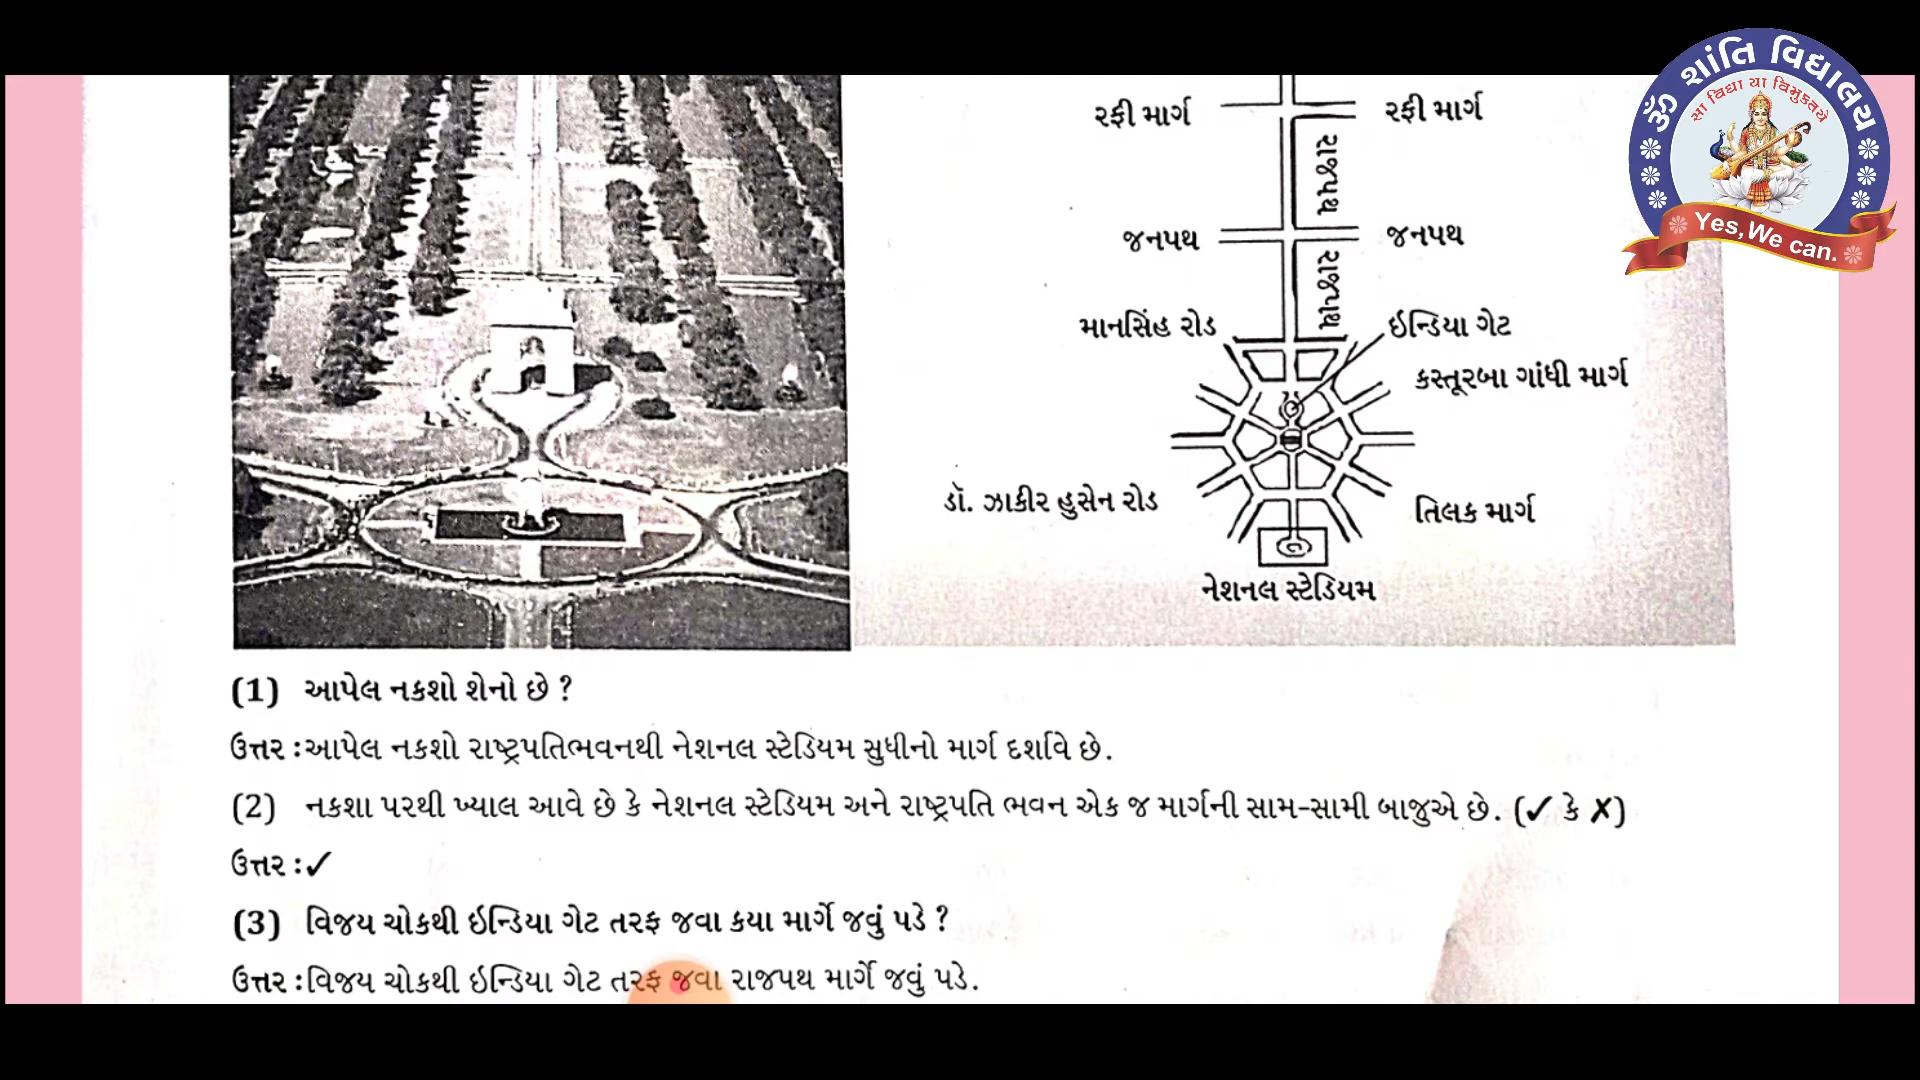 ૐ શાંતિ વિદ્યાલય
સા વિદ્યા યા વિમુક્તયે
Yes, We can.
રફી માર્ગ
રફી માર્ગ
રાજપથ
જનપથ
જનપથ
રાજપથ
માનસિંહ રોડ
ઇન્ડિયા ગેટ
કસ્તૂરબા ગાંધી માર્ગ
ડૉ. ઝાકીર હુસેન રોડ
તિલક માર્ગ
નેશનલ સ્ટેડિયમ
(1) આપેલ નકશો શેનો છે ?
ઉત્તર : આપેલ નકશો રાષ્ટ્રપતિભવનથી નેશનલ સ્ટેડિયમ સુધીનો માર્ગ દર્શાવે છે.
(2) નકશા પરથી ખ્યાલ આવે છે કે નેશનલ સ્ટેડિયમ અને રાષ્ટ્રપતિ ભવન એક જ માર્ગની સામ-સામી બાજુએ છે. (✓ કે ✗)
ઉત્તર : ✓
(3) વિજય ચોકથી ઇન્ડિયા ગેટ તરફ જવા કયા માર્ગે જવું પડે ?
ઉત્તર : વિજય ચોકથી ઇન્ડિયા ગેટ તરફ જવા રાજપથ માર્ગે જવું પડે.